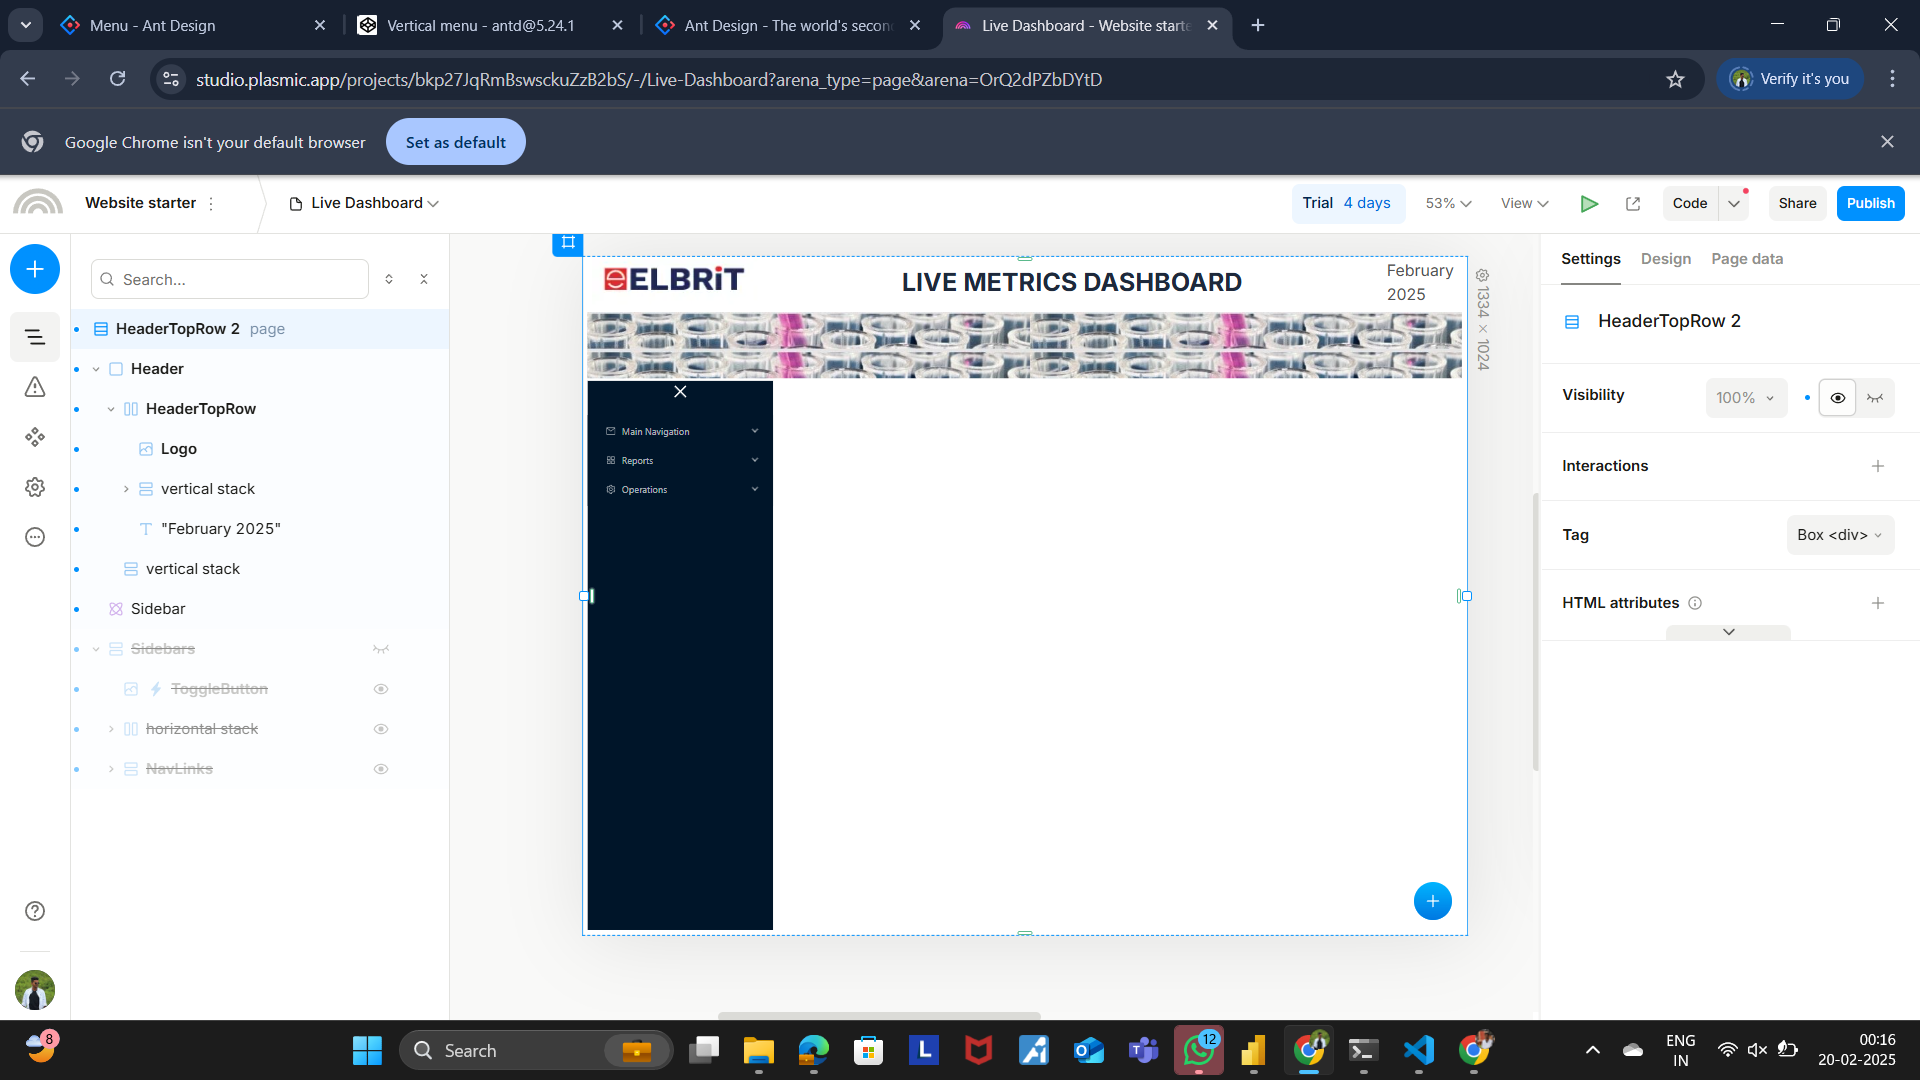 Menu - Ant Design
Vertical menu - antd@5.24.1
Ant Design - The world's secon
Live Dashboard - Website starte
studio.plasmic.app/projects/bkp27JqRmBswsckuZzB2bS/-/Live-Dashboard?arena_type=page&arena=OrQ2dPZbDYtD
Verify it's you
Google Chrome isn't your default browser
Set as default
Website starter
Live Dashboard
Trial 4 days
53%
View
Code
Share
Publish
Search...
HeaderTopRow 2 page
Header
HeaderTopRow
Logo
vertical stack
"February 2025"
vertical stack
Sidebar
Sidebars
ToggleButton
horizontal stack
NavLinks
ELBRiT
LIVE METRICS DASHBOARD
February
2025
1334 × 1024
Main Navigation
Reports
Operations
Settings
Design
Page data
HeaderTopRow 2
Visibility
100%
Interactions
Tag
Box <div>
HTML attributes
8
Search
L
T
12
ENG
IN
00:16
20-02-2025